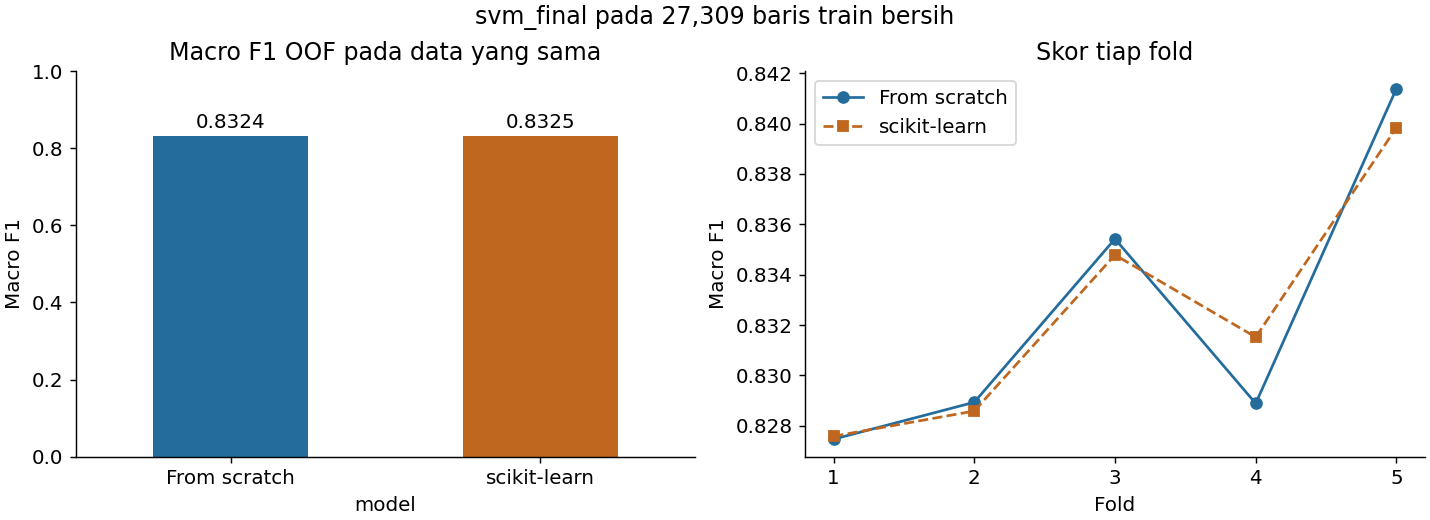 svm_final pada 27,309 baris train bersih
Macro F1 OOF pada data yang sama
Macro F1
1.0
0.8
0.6
0.4
0.2
0.0
0.8324
0.8325
From scratch
scikit-learn
model
Skor tiap fold
Macro F1
0.842
0.840
0.838
0.836
0.834
0.832
0.830
0.828
From scratch
scikit-learn
1
2
3
4
5
Fold